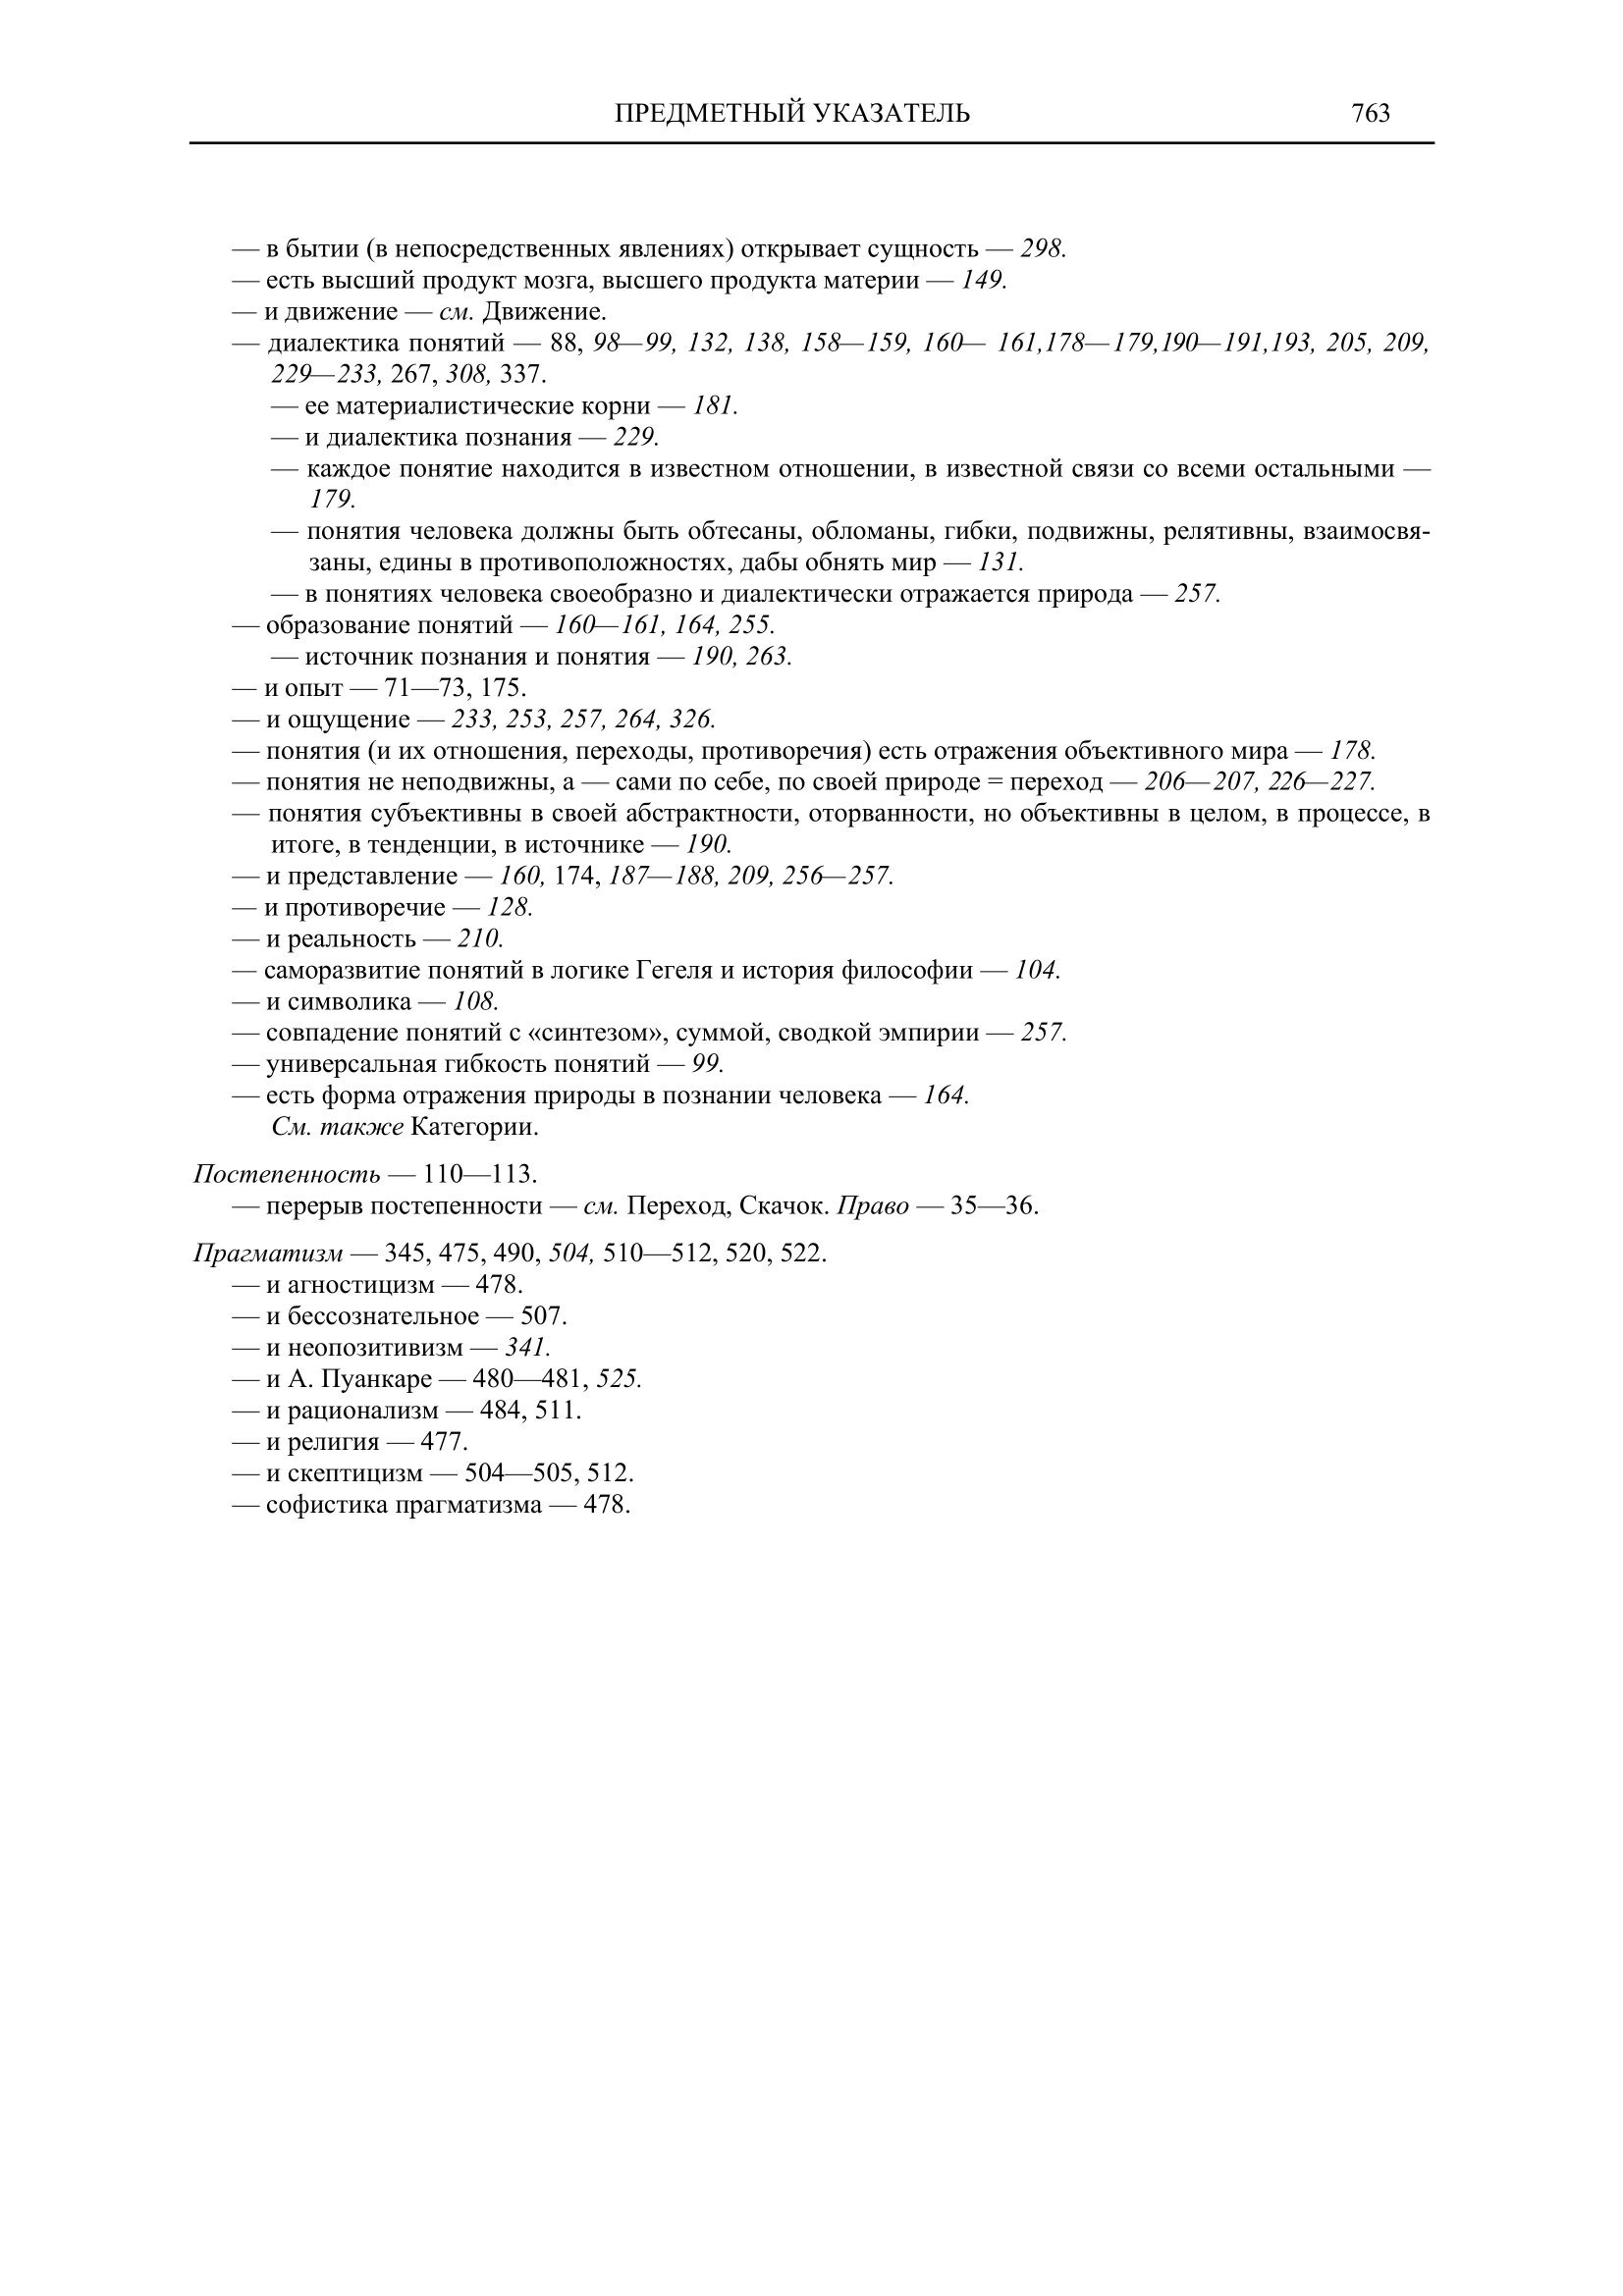 ПРЕДМЕТНЫЙ УКАЗАТЕЛЬ 763
— в бытии (в непосредственных явлениях) открывает сущность — 298.
— есть высший продукт мозга, высшего продукта материи — 149.
— и движение — см. Движение.
— диалектика понятий — 88, 98—99, 132, 138, 158—159, 160— 161,178—179,190—191,193, 205, 209,
229—233, 267, 308, 337.
— ее материалистические корни — 181.
— и диалектика познания — 229.
— каждое понятие находится в известном отношении, в известной связи со всеми остальными —
179.
— понятия человека должны быть обтесаны, обломаны, гибки, подвижны, релятивны, взаимосвя-
заны, едины в противоположностях, дабы обнять мир — 131.
— в понятиях человека своеобразно и диалектически отражается природа — 257.
— образование понятий — 160—161, 164, 255.
— источник познания и понятия — 190, 263.
— и опыт — 71—73, 175.
— и ощущение — 233, 253, 257, 264, 326.
— понятия (и их отношения, переходы, противоречия) есть отражения объективного мира — 178.
— понятия не неподвижны, а — сами по себе, по своей природе = переход — 206—207, 226—227.
— понятия субъективны в своей абстрактности, оторванности, но объективны в целом, в процессе, в
итоге, в тенденции, в источнике — 190.
— и представление — 160, 174, 187—188, 209, 256—257.
— и противоречие — 128.
— и реальность — 210.
— саморазвитие понятий в логике Гегеля и история философии — 104.
— и символика — 108.
— совпадение понятий с «синтезом», суммой, сводкой эмпирии — 257.
— универсальная гибкость понятий — 99.
— есть форма отражения природы в познании человека — 164.
См. также Категории.
Постепенность — 110—113.
— перерыв постепенности — см. Переход, Скачок. Право — 35—36.
Прагматизм — 345, 475, 490, 504, 510—512, 520, 522.
— и агностицизм — 478.
— и бессознательное — 507.
— и неопозитивизм — 341.
— и А. Пуанкаре — 480—481, 525.
— и рационализм — 484, 511.
— и религия — 477.
— и скептицизм — 504—505, 512.
— софистика прагматизма — 478.